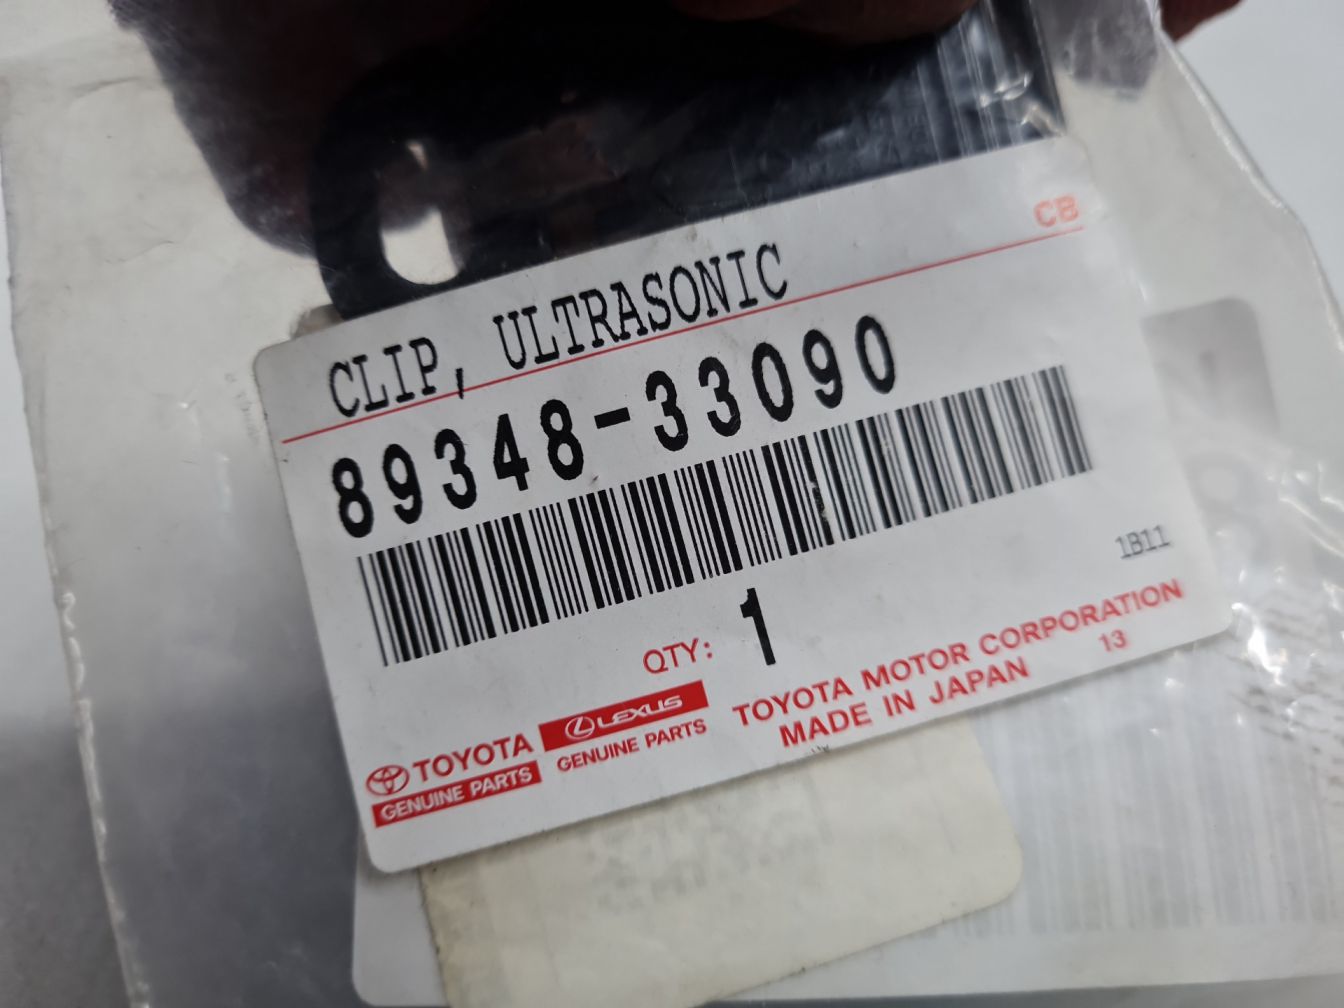 CB
CLIP, ULTRASONIC
89348-33090
1B11
QTY: 1
TOYOTA
GENUINE PARTS
LEXUS
GENUINE PARTS
TOYOTA MOTOR CORPORATION
MADE IN JAPAN 13